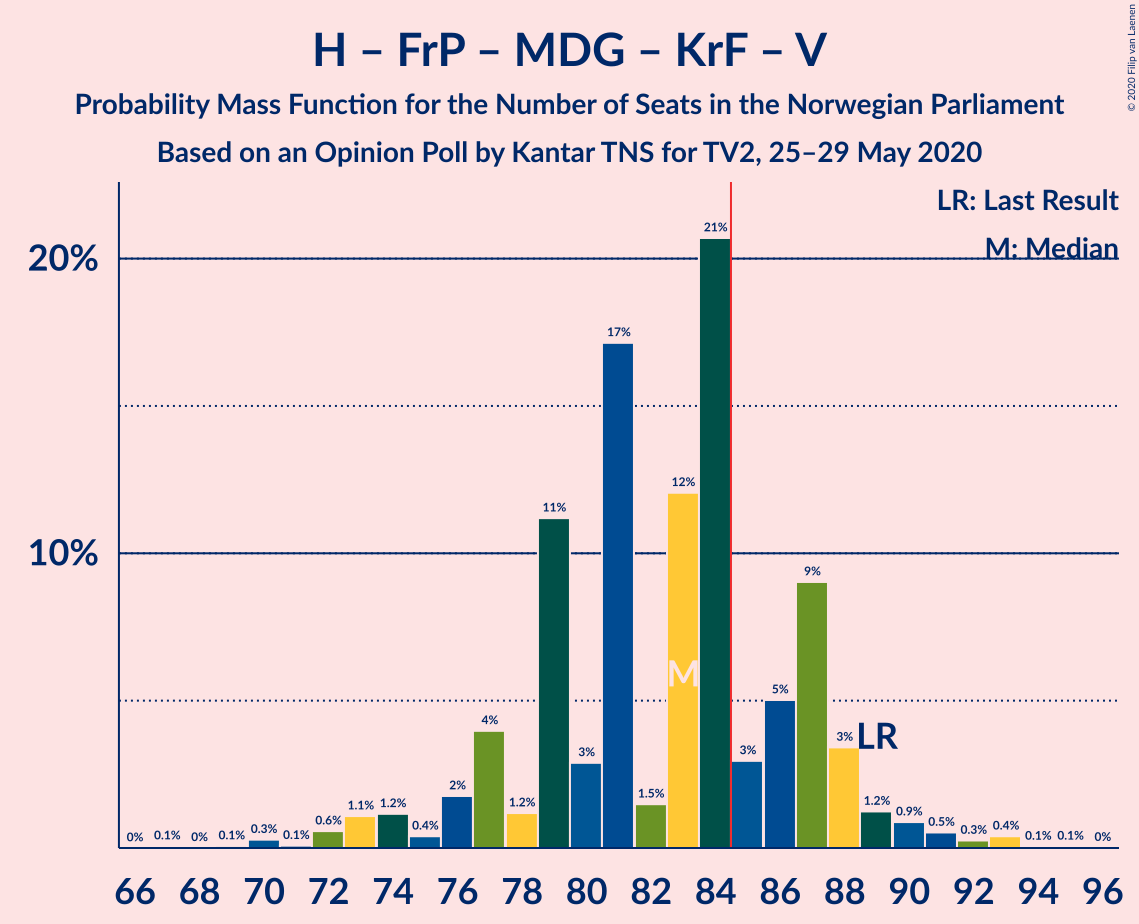 H – FrP – MDG – KrF – V
Probability Mass Function for the Number of Seats in the Norwegian Parliament
Based on an Opinion Poll by Kantar TNS for TV2, 25–29 May 2020
© 2020 Filip van Laenen
LR: Last Result
M: Median
20%
10%
0% 0.1% 0% 0.1% 0.3% 0.1% 0.6% 1.1% 1.2% 0.4% 2% 4% 1.2% 11% 3% 17% 1.5% 12% 21% 3% 5% 9% 3% 1.2% 0.9% 0.5% 0.3% 0.4% 0.1% 0.1% 0%
M
LR
66 68 70 72 74 76 78 80 82 84 86 88 90 92 94 96